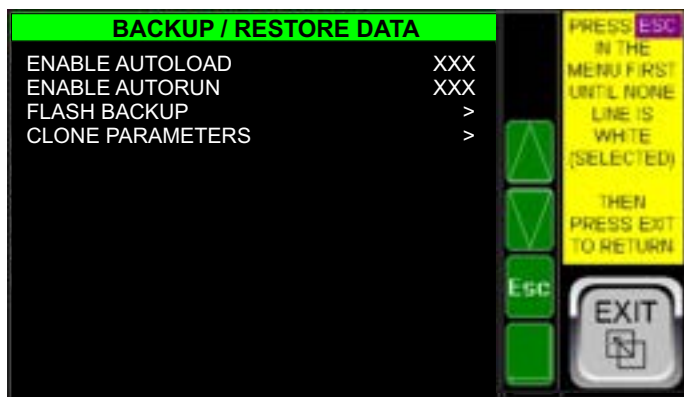 BACKUP / RESTORE DATA
ENABLE AUTOLOAD XXX
ENABLE AUTORUN XXX
FLASH BACKUP >
CLONE PARAMETERS >
Esc
PRESS ESC
IN THE
MENU FIRST
UNTIL NONE
LINE IS
WHITE
(SELECTED)
THEN
PRESS EXIT
TO RETURN
EXIT